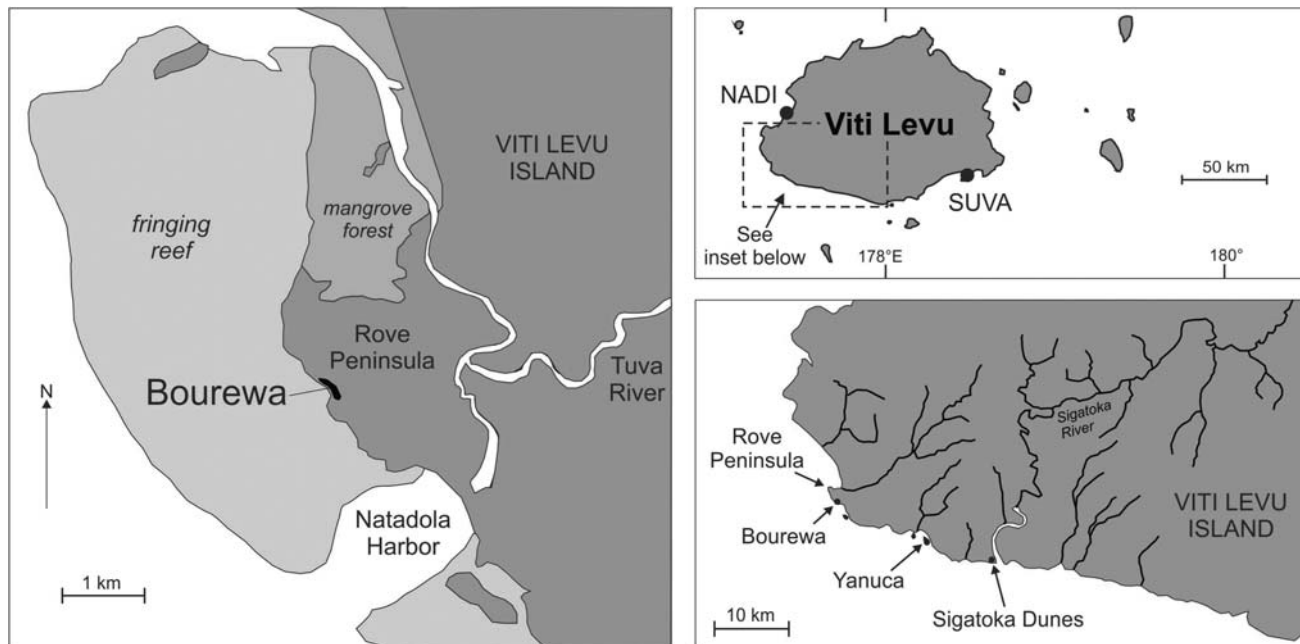 VITI LEVU
ISLAND
fringing
reef
mangrove
forest
Rove
Peninsula
Bourewa
Tuva
River
N
Natadola
Harbor
1 km
NADI
Viti Levu
SUVA
50 km
See
inset below
178°E
180°
Sigatoka
River
Rove
Peninsula
VITI LEVU
ISLAND
Bourewa
Yanuca
Sigatoka Dunes
10 km